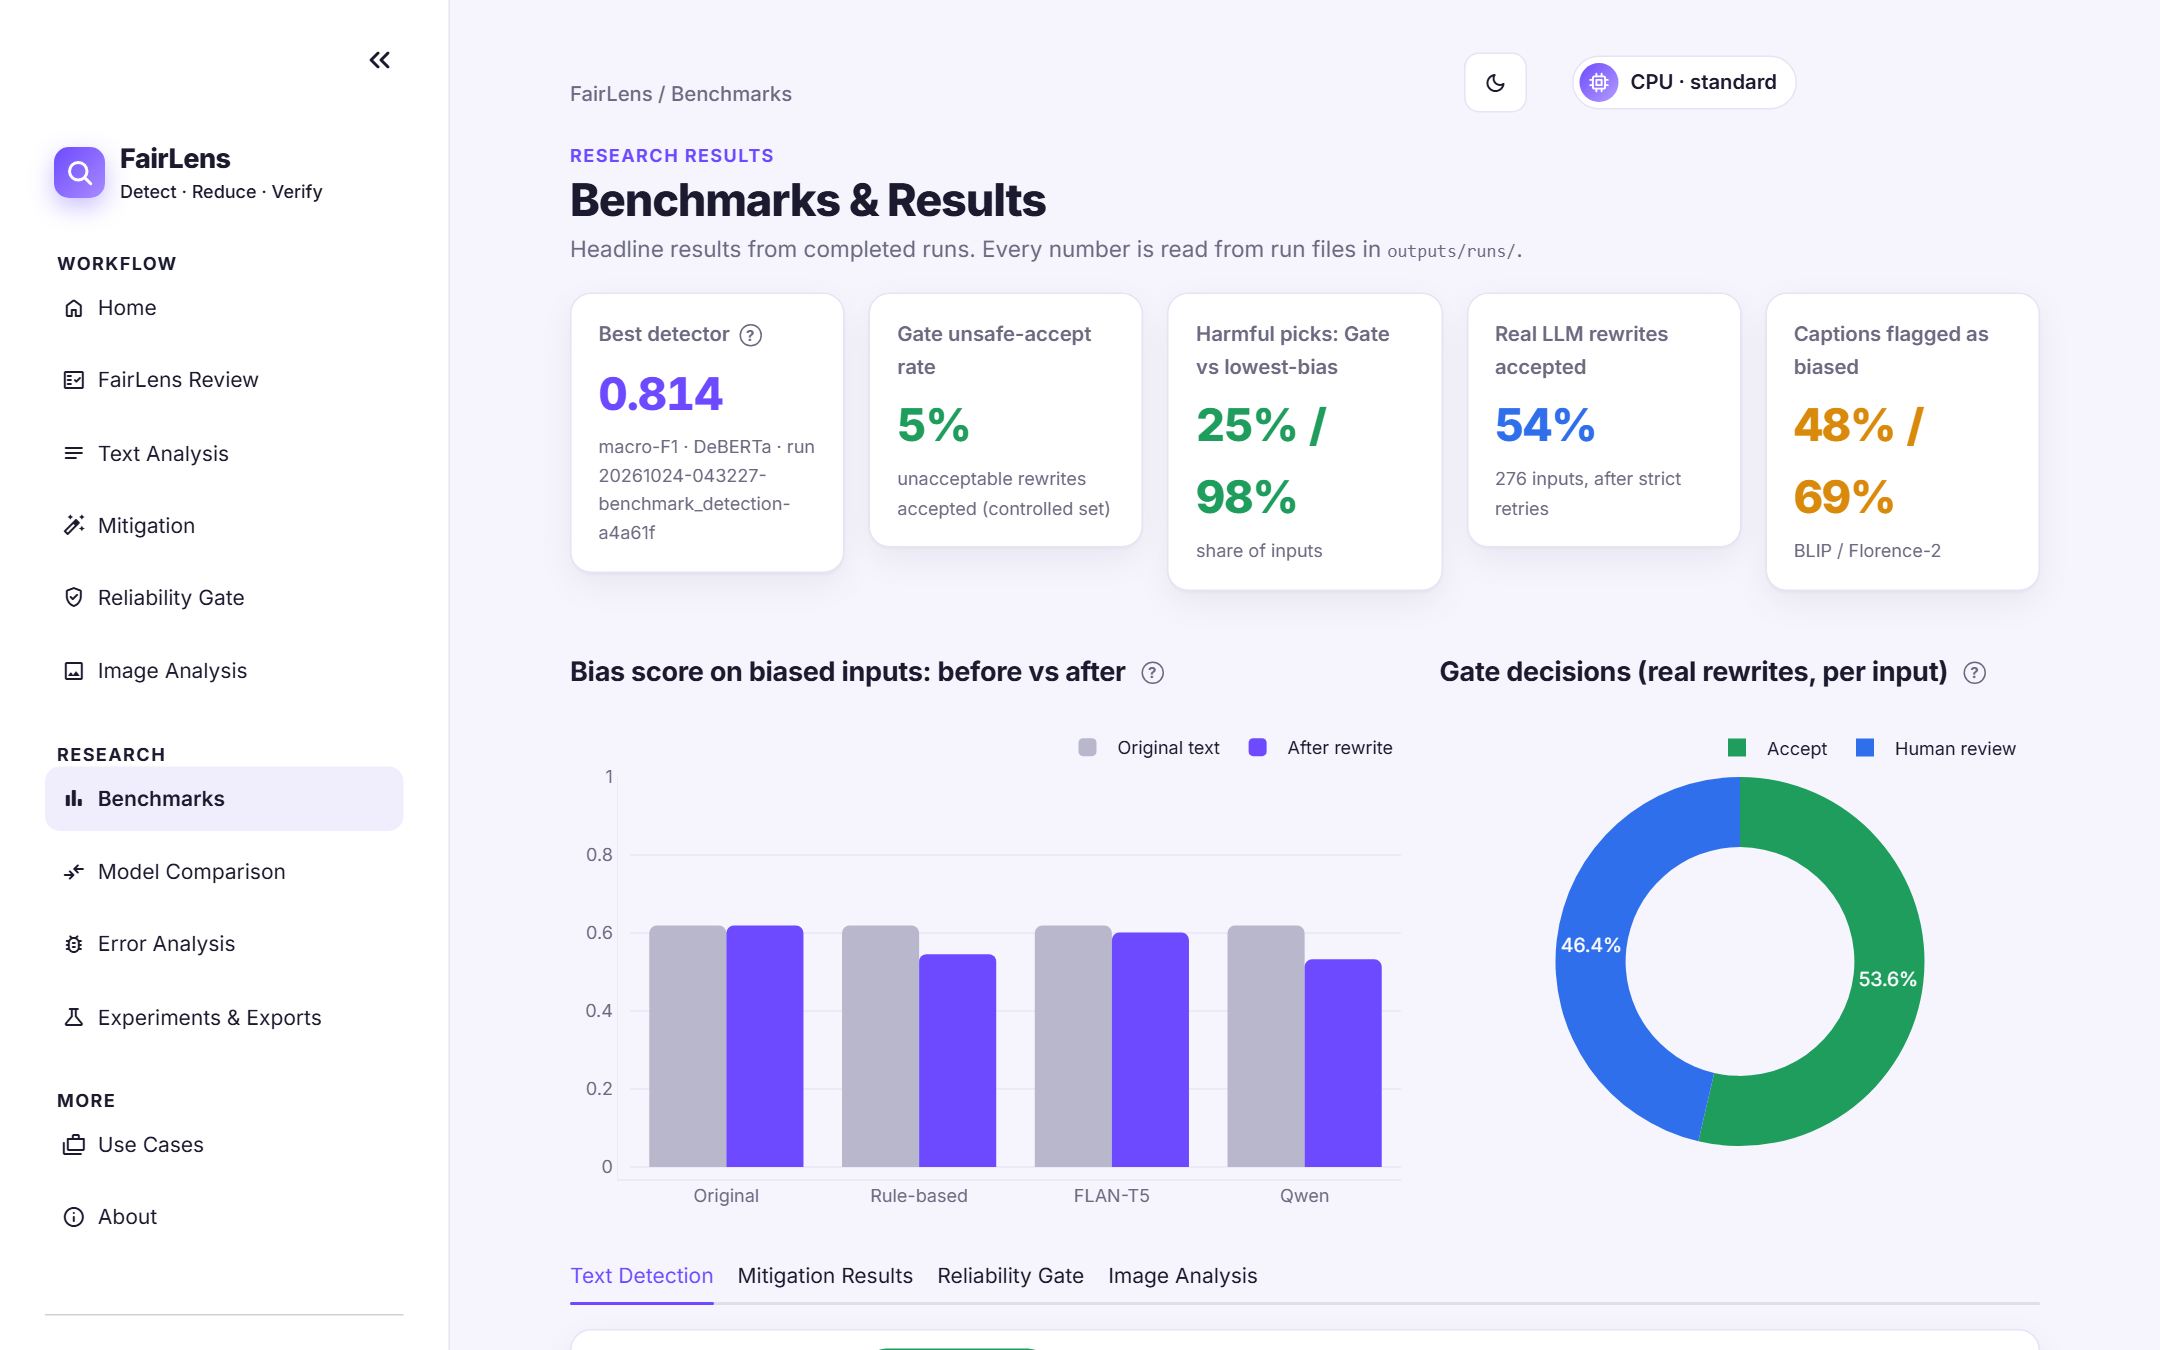 FairLens
Detect · Reduce · Verify
WORKFLOW
Home
FairLens Review
Text Analysis
Mitigation
Reliability Gate
Image Analysis
RESEARCH
Benchmarks
Model Comparison
Error Analysis
Experiments & Exports
MORE
Use Cases
About
FairLens / Benchmarks
CPU · standard
RESEARCH RESULTS
Benchmarks & Results
Headline results from completed runs. Every number is read from run files in outputs/runs/.
Best detector ?
0.814
macro-F1 · DeBERTa · run
20261024-043227-
benchmark_detection-
a4a61f
Gate unsafe-accept
rate
5%
unacceptable rewrites
accepted (controlled set)
Harmful picks: Gate
vs lowest-bias
25% /
98%
share of inputs
Real LLM rewrites
accepted
54%
276 inputs, after strict
retries
Captions flagged as
biased
48% /
69%
BLIP / Florence-2
Bias score on biased inputs: before vs after ?
Original text After rewrite
1
0.8
0.6
0.4
0.2
0
Original Rule-based FLAN-T5 Qwen
Gate decisions (real rewrites, per input) ?
Accept Human review
46.4%
53.6%
Text Detection Mitigation Results Reliability Gate Image Analysis